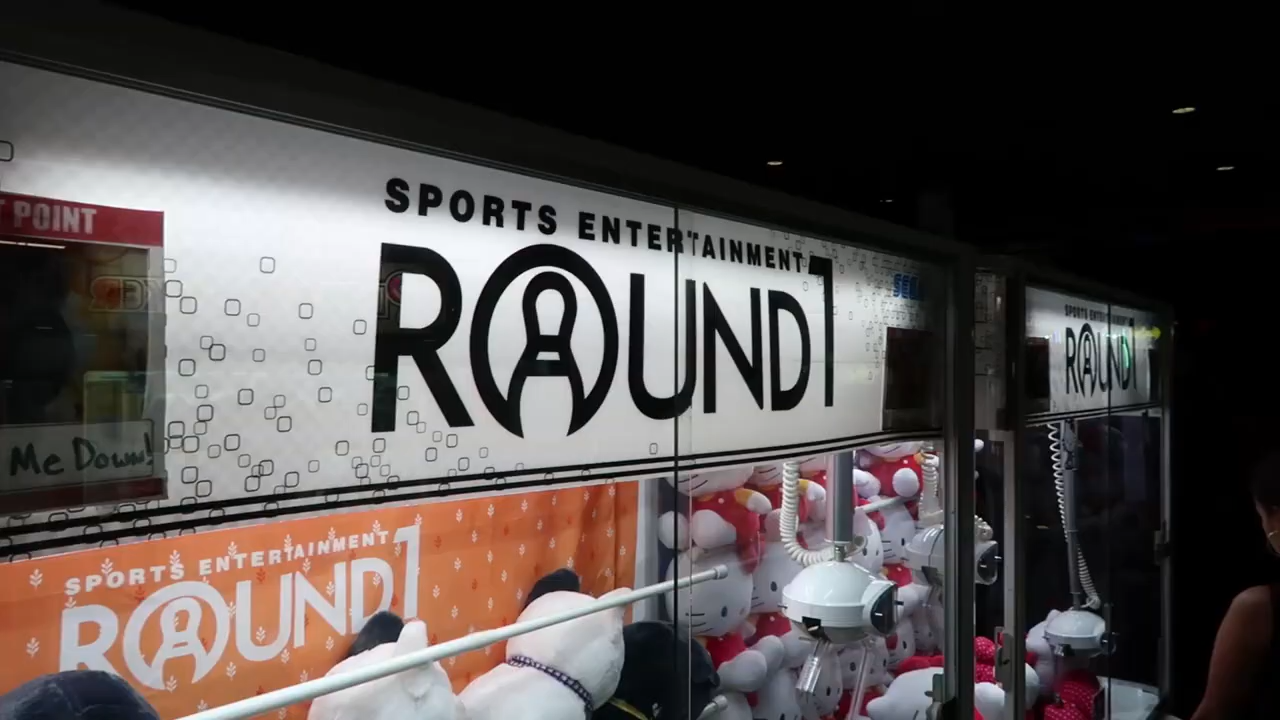 T POINT
Me Down!
SPORTS ENTERTAINMENT
ROUND1
SEGA
SPORTS ENTERTAINMENT
ROUND1
SPORTS ENTERTAINMENT
ROUND1